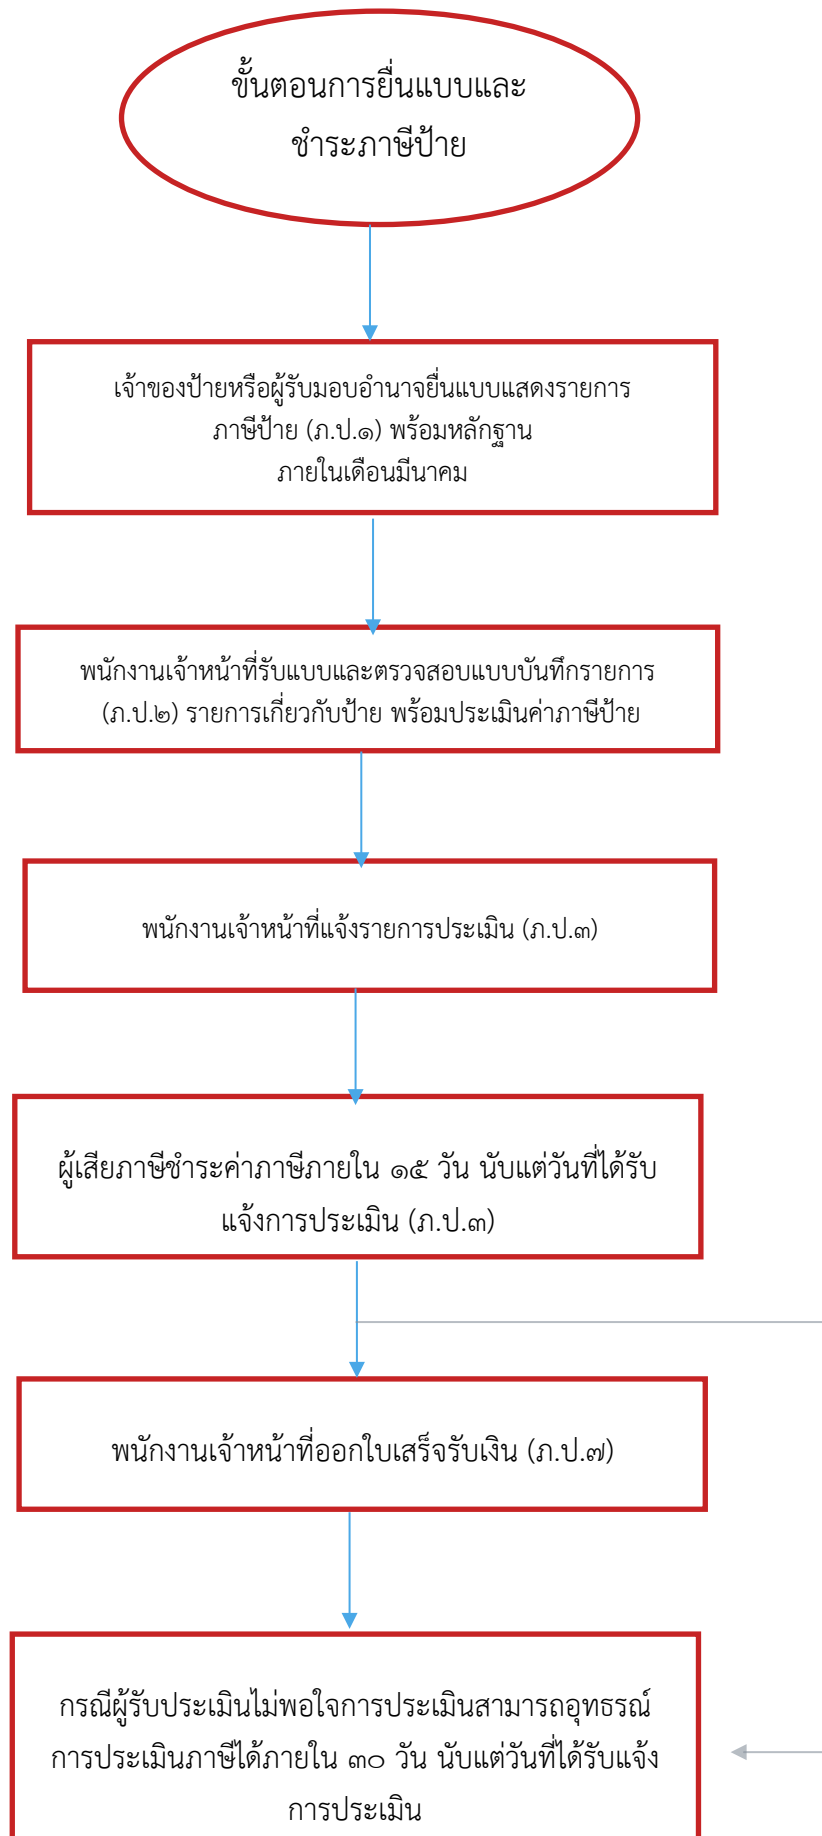 ขั้นตอนการยื่นแบบและ
ชำระภาษีป้าย
เจ้าของป้ายหรือผู้รับมอบอำนาจยื่นแบบแสดงรายการ
ภาษีป้าย (ภ.ป.๑) พร้อมหลักฐาน
ภายในเดือนมีนาคม
พนักงานเจ้าหน้าที่รับแบบและตรวจสอบแบบบันทึกรายการ
(ภ.ป.๒) รายการเกี่ยวกับป้าย พร้อมประเมินค่าภาษีป้าย
พนักงานเจ้าหน้าที่แจ้งรายการประเมิน (ภ.ป.๓)
ผู้เสียภาษีชำระค่าภาษีภายใน ๑๕ วัน นับแต่วันที่ได้รับ
แจ้งการประเมิน (ภ.ป.๓)
พนักงานเจ้าหน้าที่ออกใบเสร็จรับเงิน (ภ.ป.๗)
กรณีผู้รับประเมินไม่พอใจการประเมินสามารถอุทธรณ์
การประเมินภาษีได้ภายใน ๓๐ วัน นับแต่วันที่ได้รับแจ้ง
การประเมิน